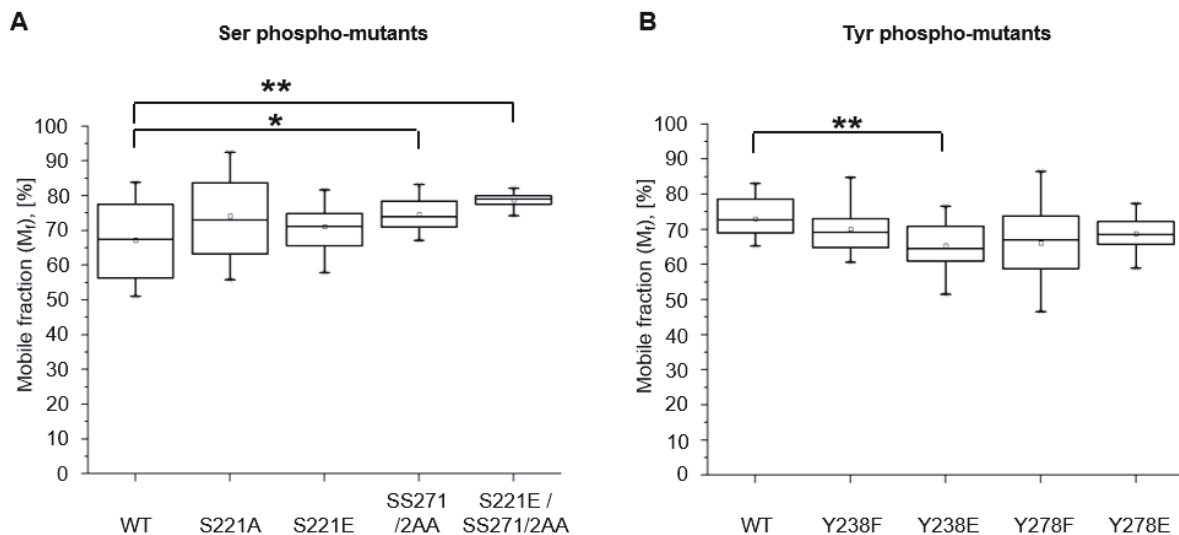 A
Ser phospho-mutants
**
*
Mobile fraction (Mf), [%]
100
90
80
70
60
50
40
30
20
10
0
WT
S221A
S221E
SS271
/2AA
S221E /
SS271/2AA
B
Tyr phospho-mutants
**
Mobile fraction (Mf), [%]
100
90
80
70
60
50
40
30
20
10
0
WT
Y238F
Y238E
Y278F
Y278E